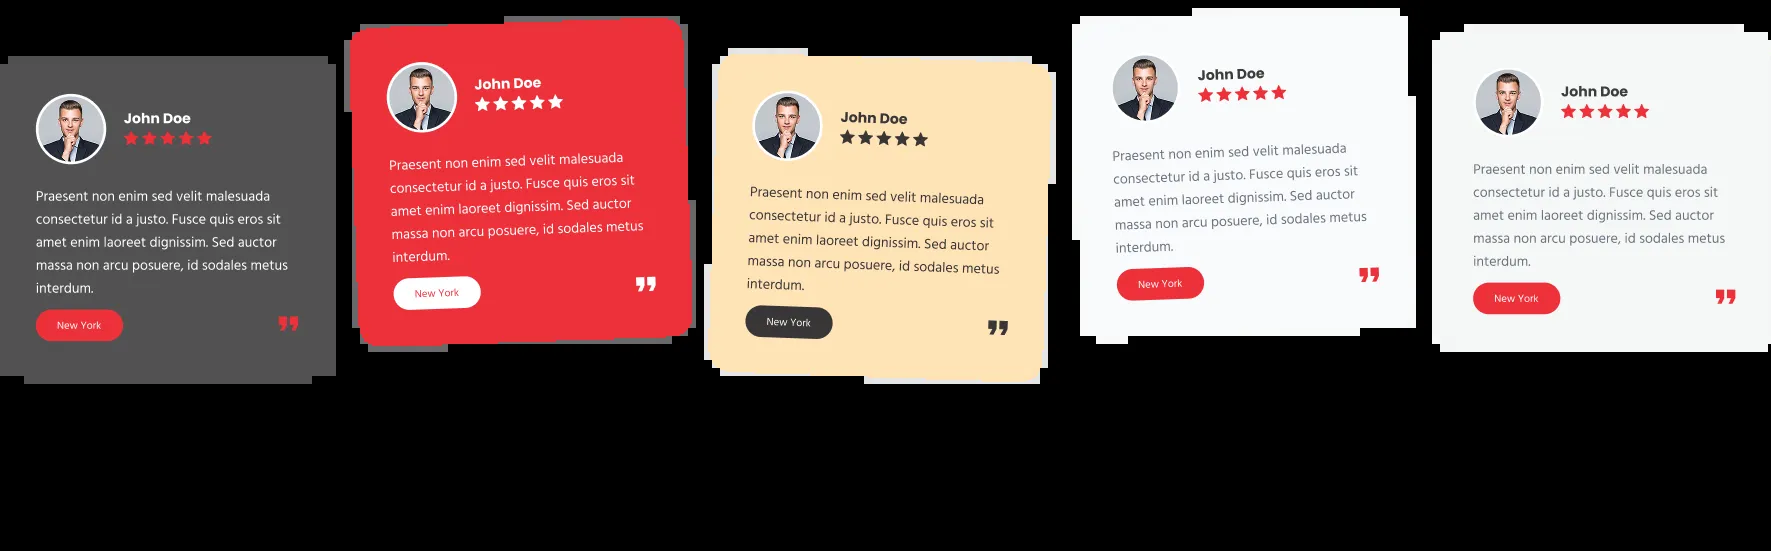 John Doe
Praesent non enim sed velit malesuada
consectetur id a justo. Fusce quis eros sit
amet enim laoreet dignissim. Sed auctor
massa non arcu posuere, id sodales metus
interdum.
New York
John Doe
Praesent non enim sed velit malesuada
consectetur id a justo. Fusce quis eros sit
amet enim laoreet dignissim. Sed auctor
massa non arcu posuere, id sodales metus
interdum.
New York
John Doe
Praesent non enim sed velit malesuada
consectetur id a justo. Fusce quis eros sit
amet enim laoreet dignissim. Sed auctor
massa non arcu posuere, id sodales metus
interdum.
New York
John Doe
Praesent non enim sed velit malesuada
consectetur id a justo. Fusce quis eros sit
amet enim laoreet dignissim. Sed auctor
massa non arcu posuere, id sodales metus
interdum.
New York
John Doe
Praesent non enim sed velit malesuada
consectetur id a justo. Fusce quis eros sit
amet enim laoreet dignissim. Sed auctor
massa non arcu posuere, id sodales metus
interdum.
New York